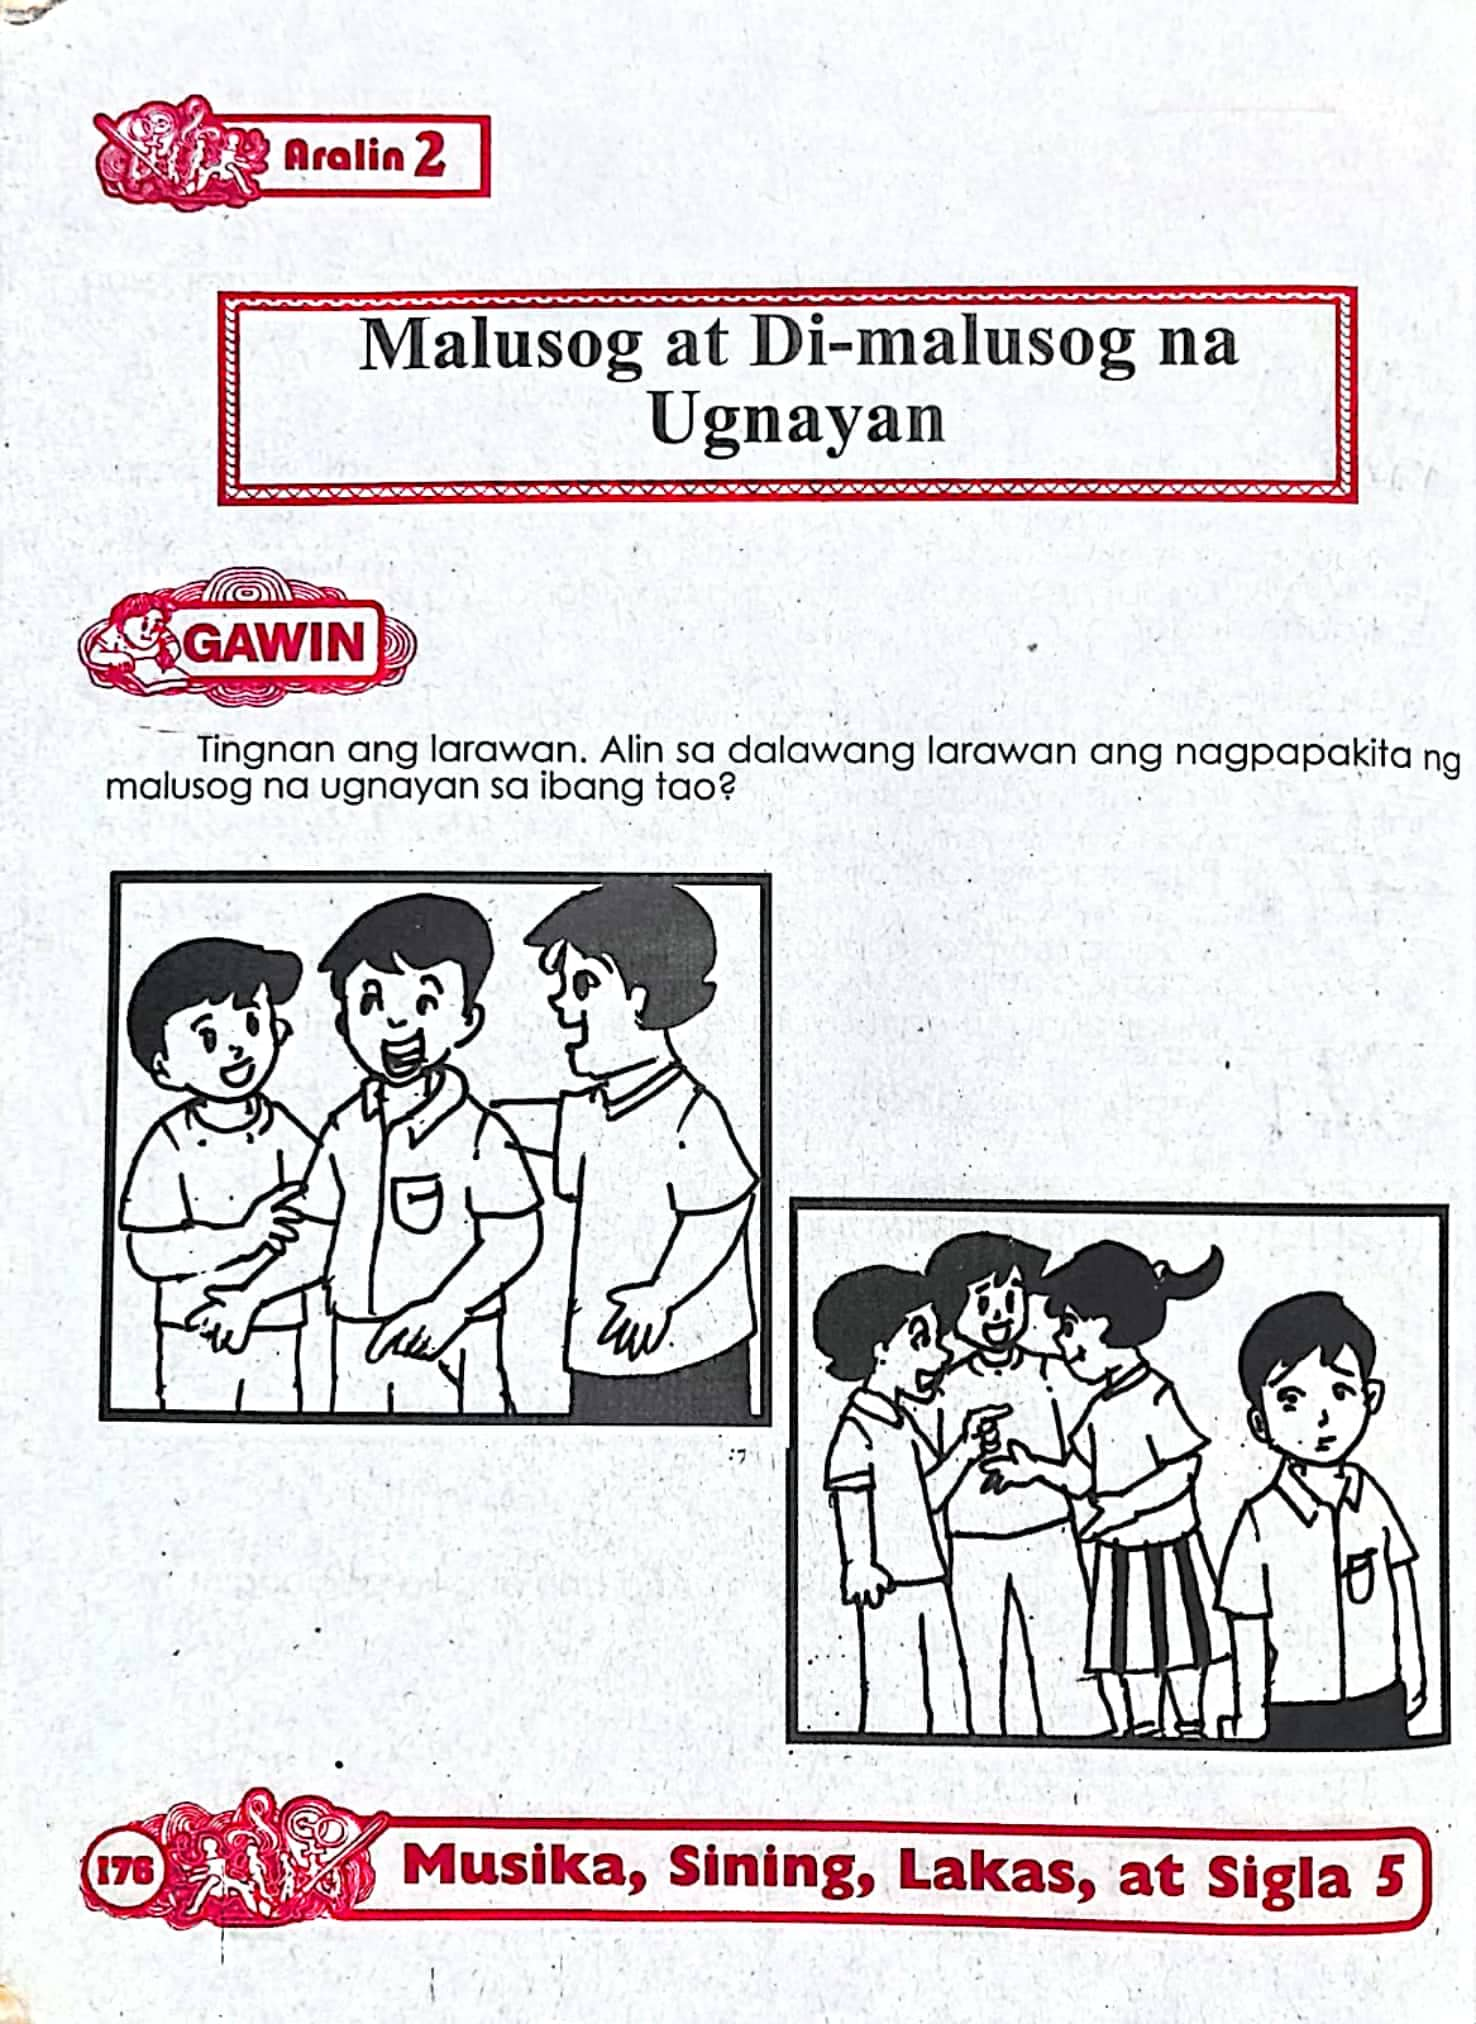 Aralin 2
Malusog at Di-malusog na
Ugnayan
GAWIN
Tingnan ang larawan. Alin sa dalawang larawan ang nagpapakita ng
malusog na ugnayan sa ibang tao?
176
Musika, Sining, Lakas, at Sigla 5